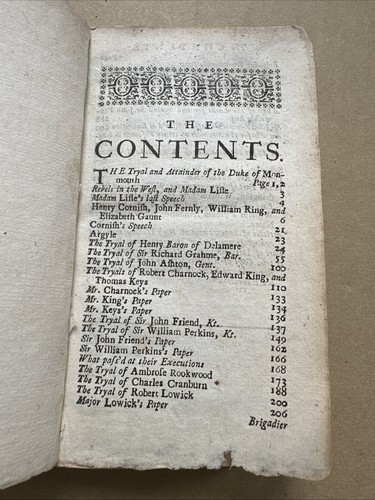 THE
CONTENTS.
THE Tryal and Attainder of the Duke of Mon-
mouth Page 1,2
Rebels in the West, and Madam Lisle 3
Madam Lisle's last Speech 4
Henry Cornish, John Fernly, William Ring, and
Elizabeth Gaunt 6
Cornish's Speech 21
Argyle 23
The Tryal of Henry Baron of Delamere 24
The Tryal of Sir Richard Grahme, Bar. 55
The Tryal of John Ashton, Gent. 100
The Tryals of Robert Charnock, Edward King, and
Thomas Keys 110
Mr. Charnock's Paper 133
Mr. King's Paper 134
Mr. Keys's Paper 136
The Tryal of Sir John Friend, Kt. 137
The Tryal of Sir William Perkins, Kt. 149
Sir John Friend's Paper 162
Sir William Perkins's Paper 166
What pass'd at their Executions 168
The Tryal of Ambrose Rookwood 173
The Tryal of Charles Cranburn 188
The Tryal of Robert Lowick 200
Major Lowick's Paper 206
Brigadier